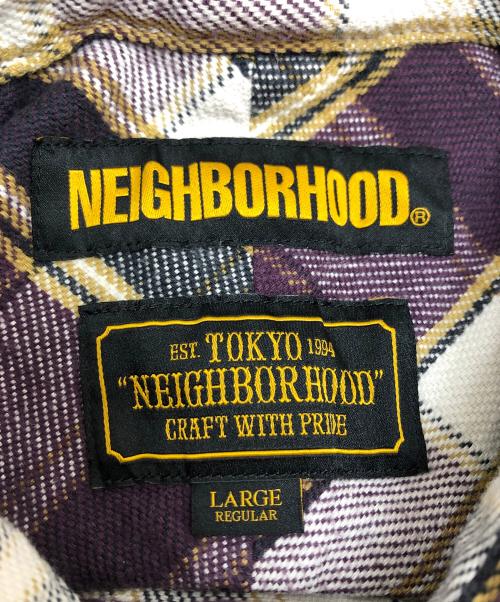 NEIGHBORHOOD®
EST. TOKYO 1994
"NEIGHBORHOOD"
CRAFT WITH PRIDE
LARGE
REGULAR